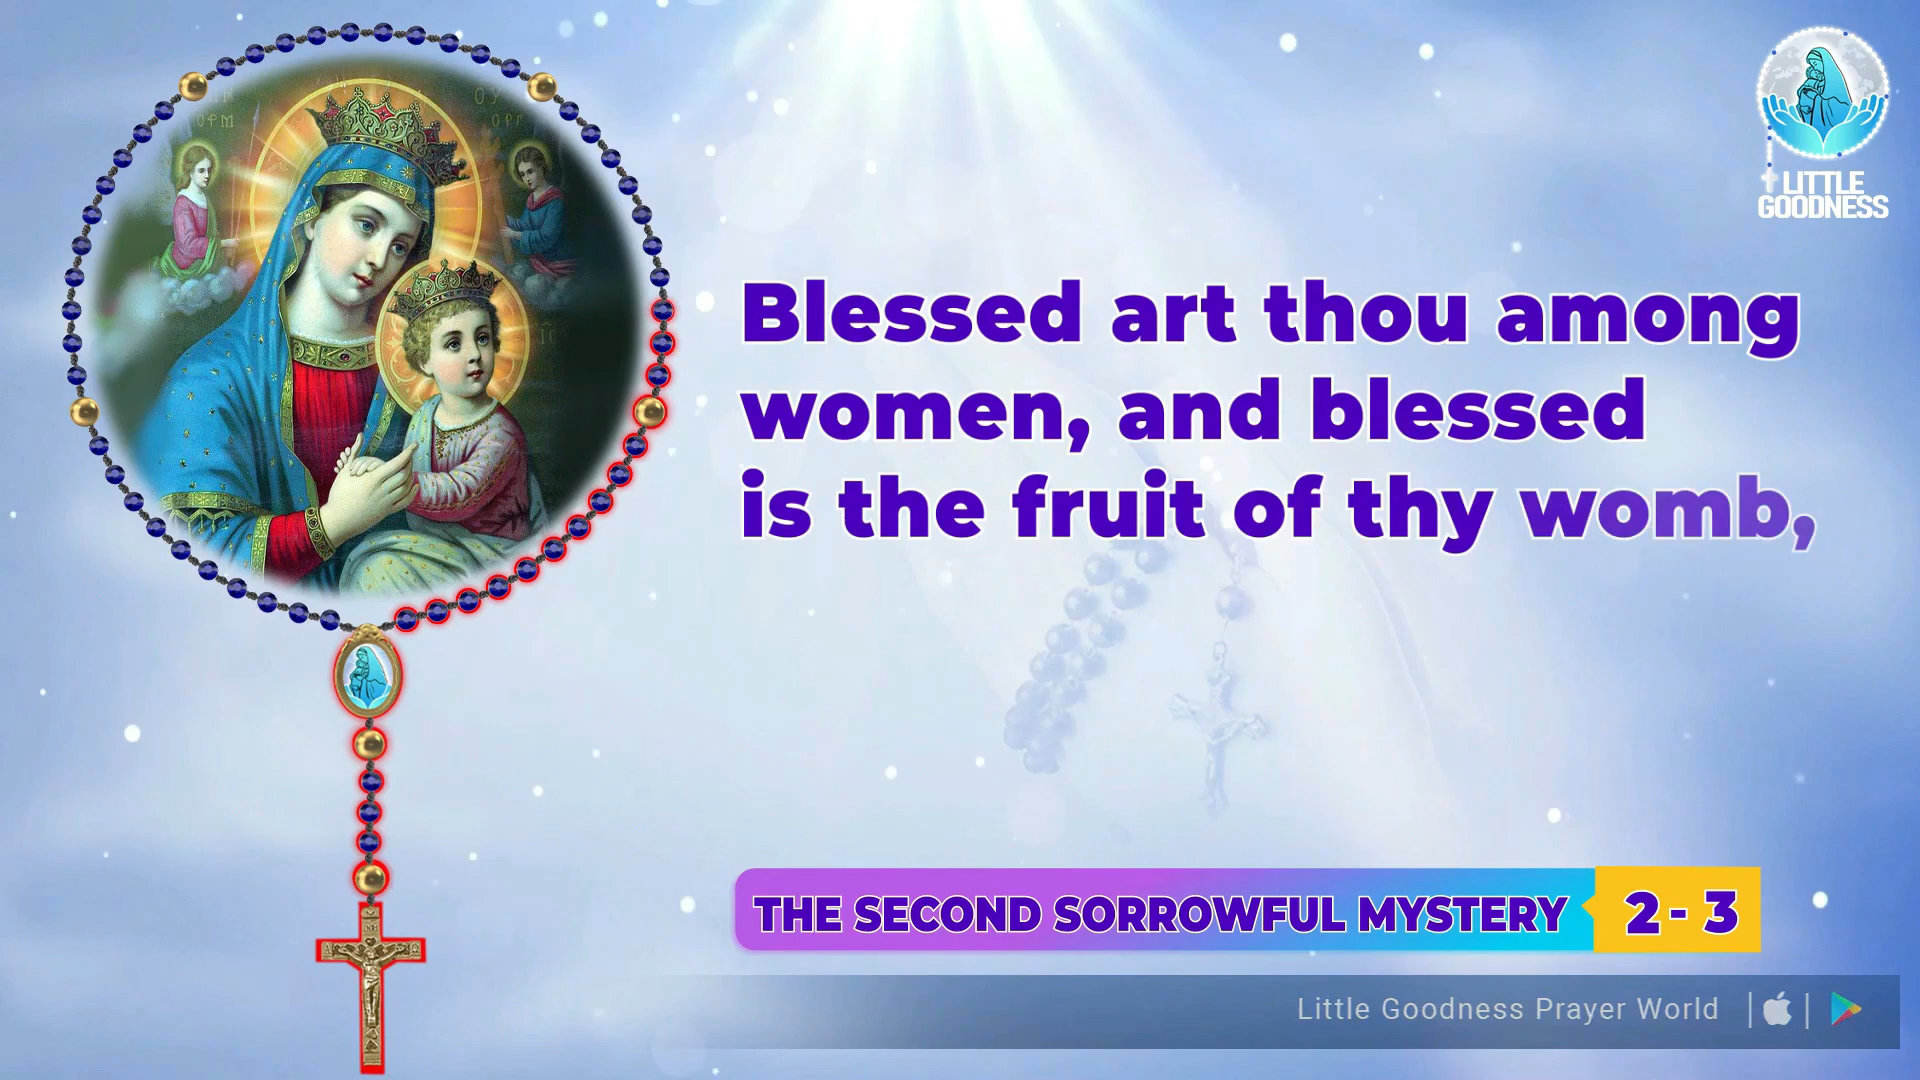 LITTLE
GOODNESS
Blessed art thou among
women, and blessed
is the fruit of thy womb,
THE SECOND SORROWFUL MYSTERY 2 - 3
Little Goodness Prayer World